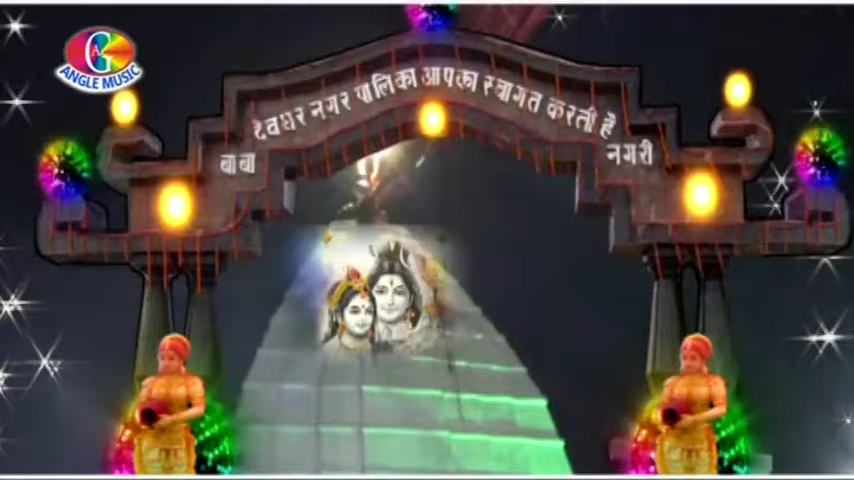 ANGLE MUSIC
देवघर नगर पालिका आपका स्वागत करती है
बाबा नगरी